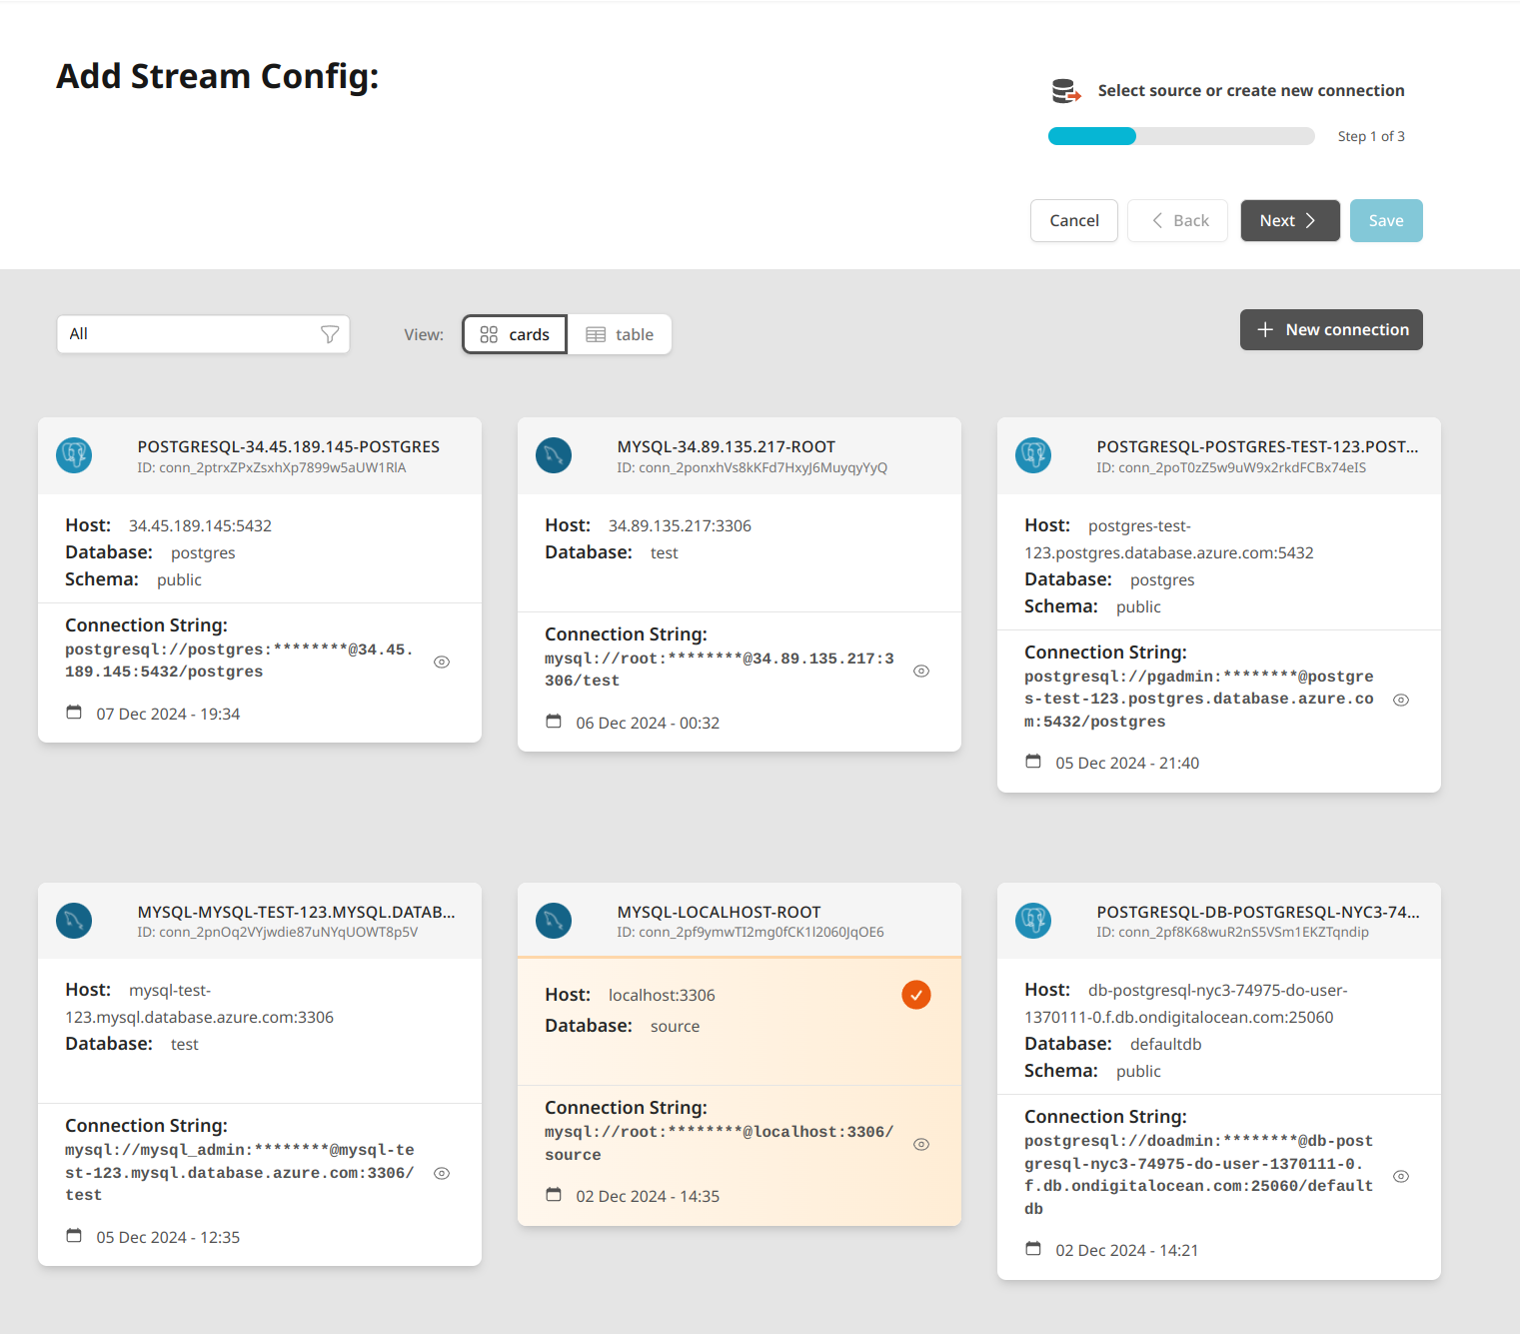 Add Stream Config:
Select source or create new connection
Step 1 of 3
Cancel
Back
Next
Save
All
View:
cards
table
New connection
POSTGRESQL-34.45.189.145-POSTGRES
ID: conn_2ptrxZPxZsxhXp7899w5aUW1RlA
Host: 34.45.189.145:5432
Database: postgres
Schema: public
Connection String:
postgresql://postgres:********@34.45.
189.145:5432/postgres
07 Dec 2024 - 19:34
MYSQL-34.89.135.217-ROOT
ID: conn_2ponxhVs8kKFd7HxyJ6MuyqyYyQ
Host: 34.89.135.217:3306
Database: test
Connection String:
mysql://root:********@34.89.135.217:3
306/test
06 Dec 2024 - 00:32
POSTGRESQL-POSTGRES-TEST-123.POST...
ID: conn_2poT0zZ5w9uW9x2rkdFCBx74eIS
Host: postgres-test-
123.postgres.database.azure.com:5432
Database: postgres
Schema: public
Connection String:
postgresql://pgadmin:********@postgre
s-test-123.postgres.database.azure.co
m:5432/postgres
05 Dec 2024 - 21:40
MYSQL-MYSQL-TEST-123.MYSQL.DATAB...
ID: conn_2pnOq2VYjwdie87uNYqUOWT8p5V
Host: mysql-test-
123.mysql.database.azure.com:3306
Database: test
Connection String:
mysql://mysql_admin:********@mysql-te
st-123.mysql.database.azure.com:3306/
test
05 Dec 2024 - 12:35
MYSQL-LOCALHOST-ROOT
ID: conn_2pf9ymwTI2mg0fCK1l2060JqOE6
Host: localhost:3306
Database: source
Connection String:
mysql://root:********@localhost:3306/
source
02 Dec 2024 - 14:35
POSTGRESQL-DB-POSTGRESQL-NYC3-74...
ID: conn_2pf8K68wuR2nS5VSm1EKZTqndip
Host: db-postgresql-nyc3-74975-do-user-
1370111-0.f.db.ondigitalocean.com:25060
Database: defaultdb
Schema: public
Connection String:
postgresql://doadmin:********@db-post
gresql-nyc3-74975-do-user-1370111-0.
f.db.ondigitalocean.com:25060/default
db
02 Dec 2024 - 14:21